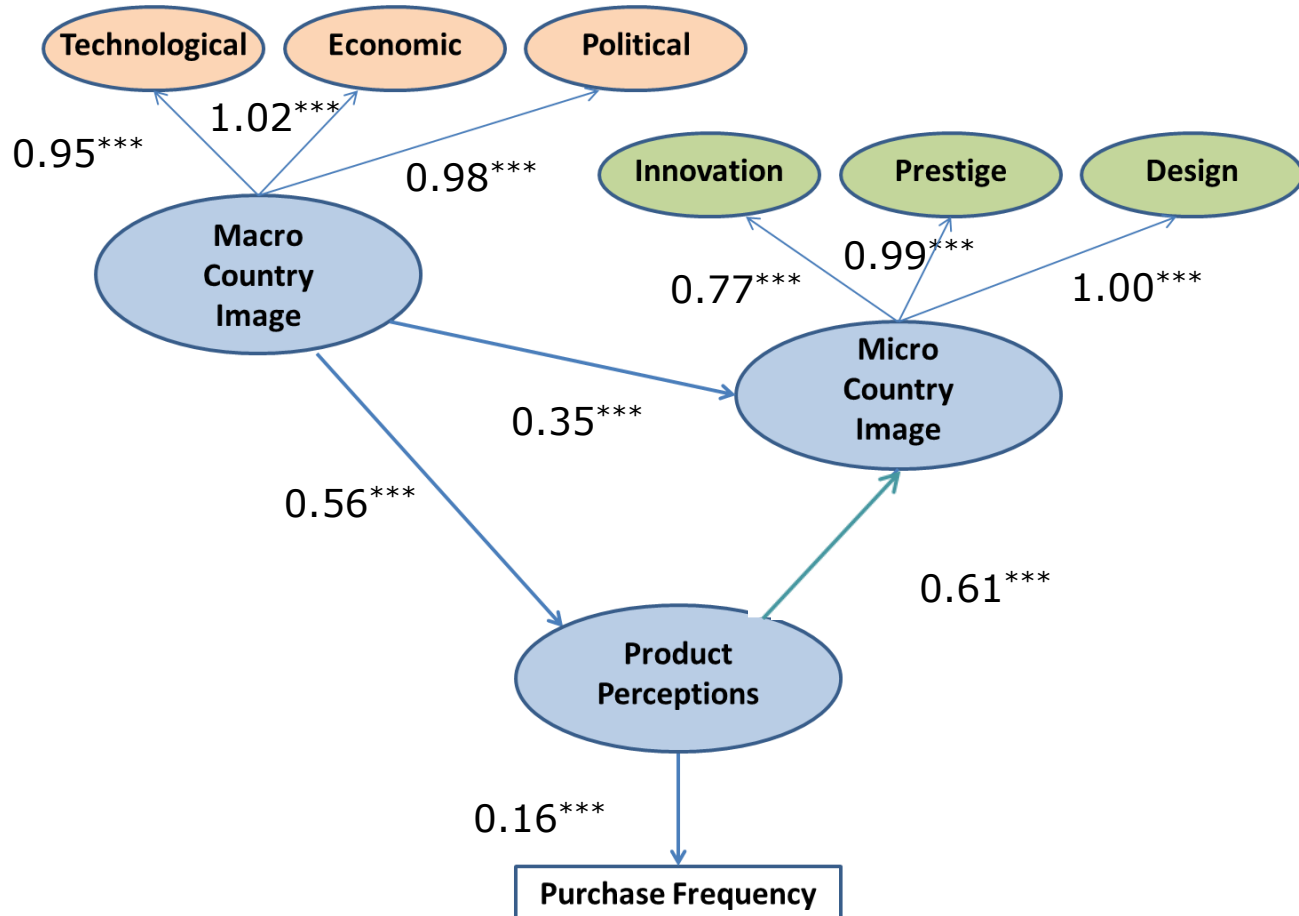 Technological
Economic
Political
1.02***
0.95***
0.98***
Innovation
Prestige
Design
Macro
Country
Image
0.99***
0.77***
1.00***
Micro
Country
Image
0.35***
0.56***
0.61***
Product
Perceptions
0.16***
Purchase Frequency